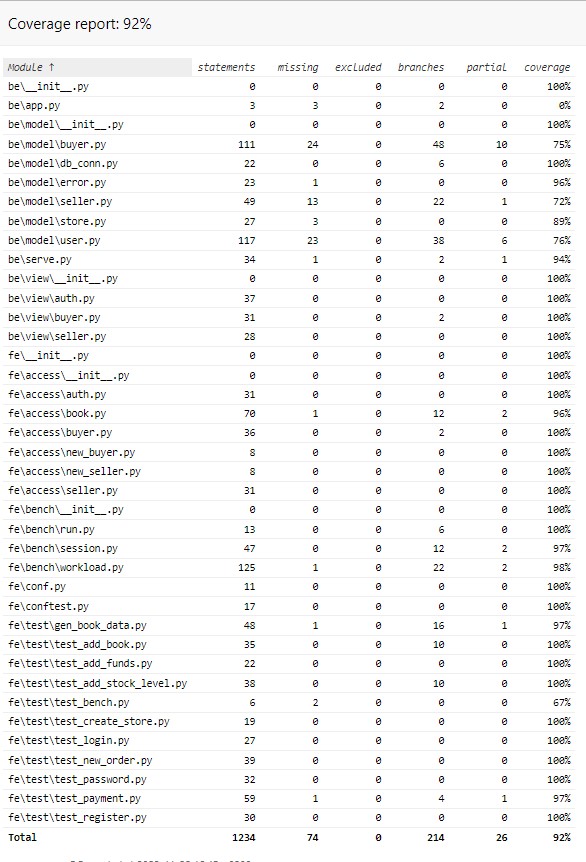 Coverage report: 92%
Module ↑ statements missing excluded branches partial coverage
be\__init__.py 0 0 0 0 0 100%
be\app.py 3 3 0 2 0 0%
be\model\__init__.py 0 0 0 0 0 100%
be\model\buyer.py 111 24 0 48 10 75%
be\model\db_conn.py 22 0 0 6 0 100%
be\model\error.py 23 1 0 0 0 96%
be\model\seller.py 49 13 0 22 1 72%
be\model\store.py 27 3 0 0 0 89%
be\model\user.py 117 23 0 38 6 76%
be\serve.py 34 1 0 2 1 94%
be\view\__init__.py 0 0 0 0 0 100%
be\view\auth.py 37 0 0 0 0 100%
be\view\buyer.py 31 0 0 2 0 100%
be\view\seller.py 28 0 0 0 0 100%
fe\__init__.py 0 0 0 0 0 100%
fe\access\__init__.py 0 0 0 0 0 100%
fe\access\auth.py 31 0 0 0 0 100%
fe\access\book.py 70 1 0 12 2 96%
fe\access\buyer.py 36 0 0 2 0 100%
fe\access\new_buyer.py 8 0 0 0 0 100%
fe\access\new_seller.py 8 0 0 0 0 100%
fe\access\seller.py 31 0 0 0 0 100%
fe\bench\__init__.py 0 0 0 0 0 100%
fe\bench\run.py 13 0 0 6 0 100%
fe\bench\session.py 47 0 0 12 2 97%
fe\bench\workload.py 125 1 0 22 2 98%
fe\conf.py 11 0 0 0 0 100%
fe\conftest.py 17 0 0 0 0 100%
fe\test\gen_book_data.py 48 1 0 16 1 97%
fe\test\test_add_book.py 35 0 0 10 0 100%
fe\test\test_add_funds.py 22 0 0 0 0 100%
fe\test\test_add_stock_level.py 38 0 0 10 0 100%
fe\test\test_bench.py 6 2 0 0 0 67%
fe\test\test_create_store.py 19 0 0 0 0 100%
fe\test\test_login.py 27 0 0 0 0 100%
fe\test\test_new_order.py 39 0 0 0 0 100%
fe\test\test_password.py 32 0 0 0 0 100%
fe\test\test_payment.py 59 1 0 4 1 97%
fe\test\test_register.py 30 0 0 0 0 100%
Total 1234 74 0 214 26 92%